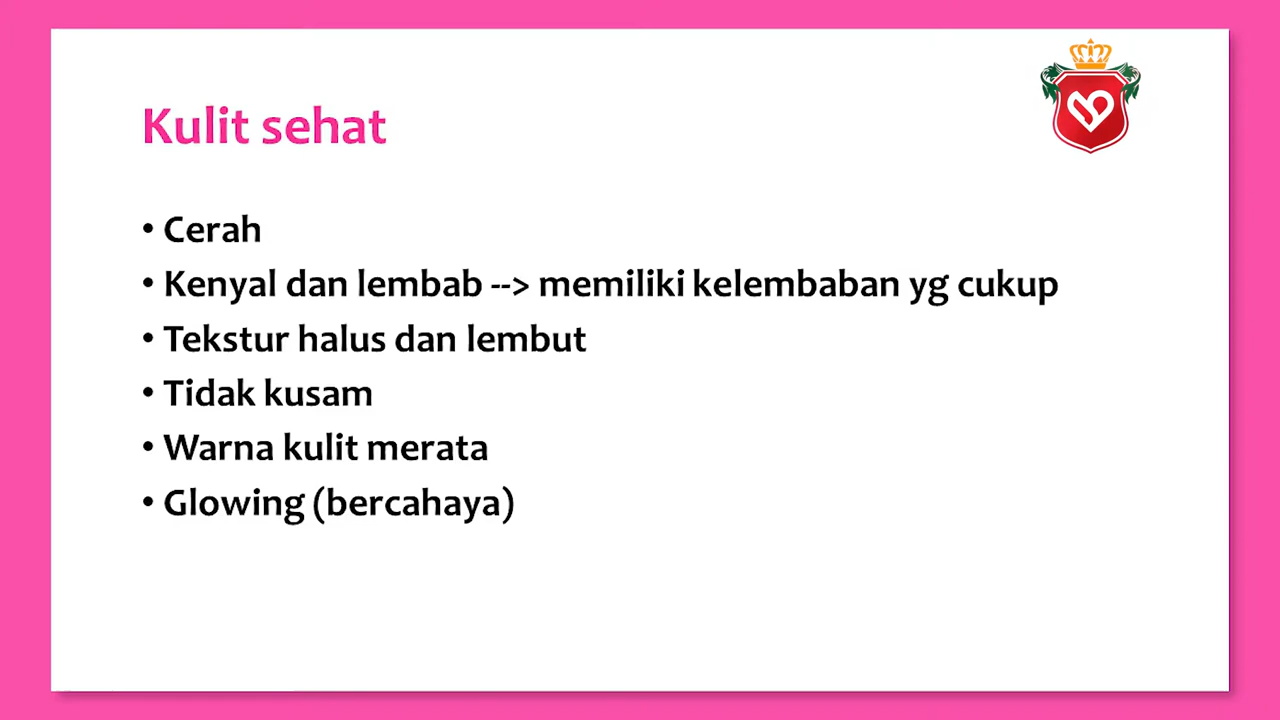 Kulit sehat
• Cerah
• Kenyal dan lembab --> memiliki kelembaban yg cukup
• Tekstur halus dan lembut
• Tidak kusam
• Warna kulit merata
• Glowing (bercahaya)